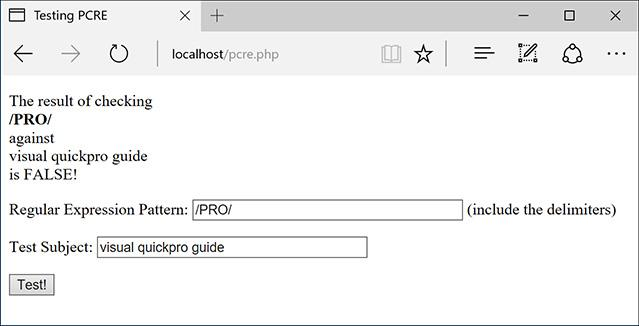 Testing PCRE
localhost/pcre.php
The result of checking
/PRO/
against
visual quickpro guide
is FALSE!
Regular Expression Pattern: /PRO/ (include the delimiters)
Test Subject: visual quickpro guide
Test!